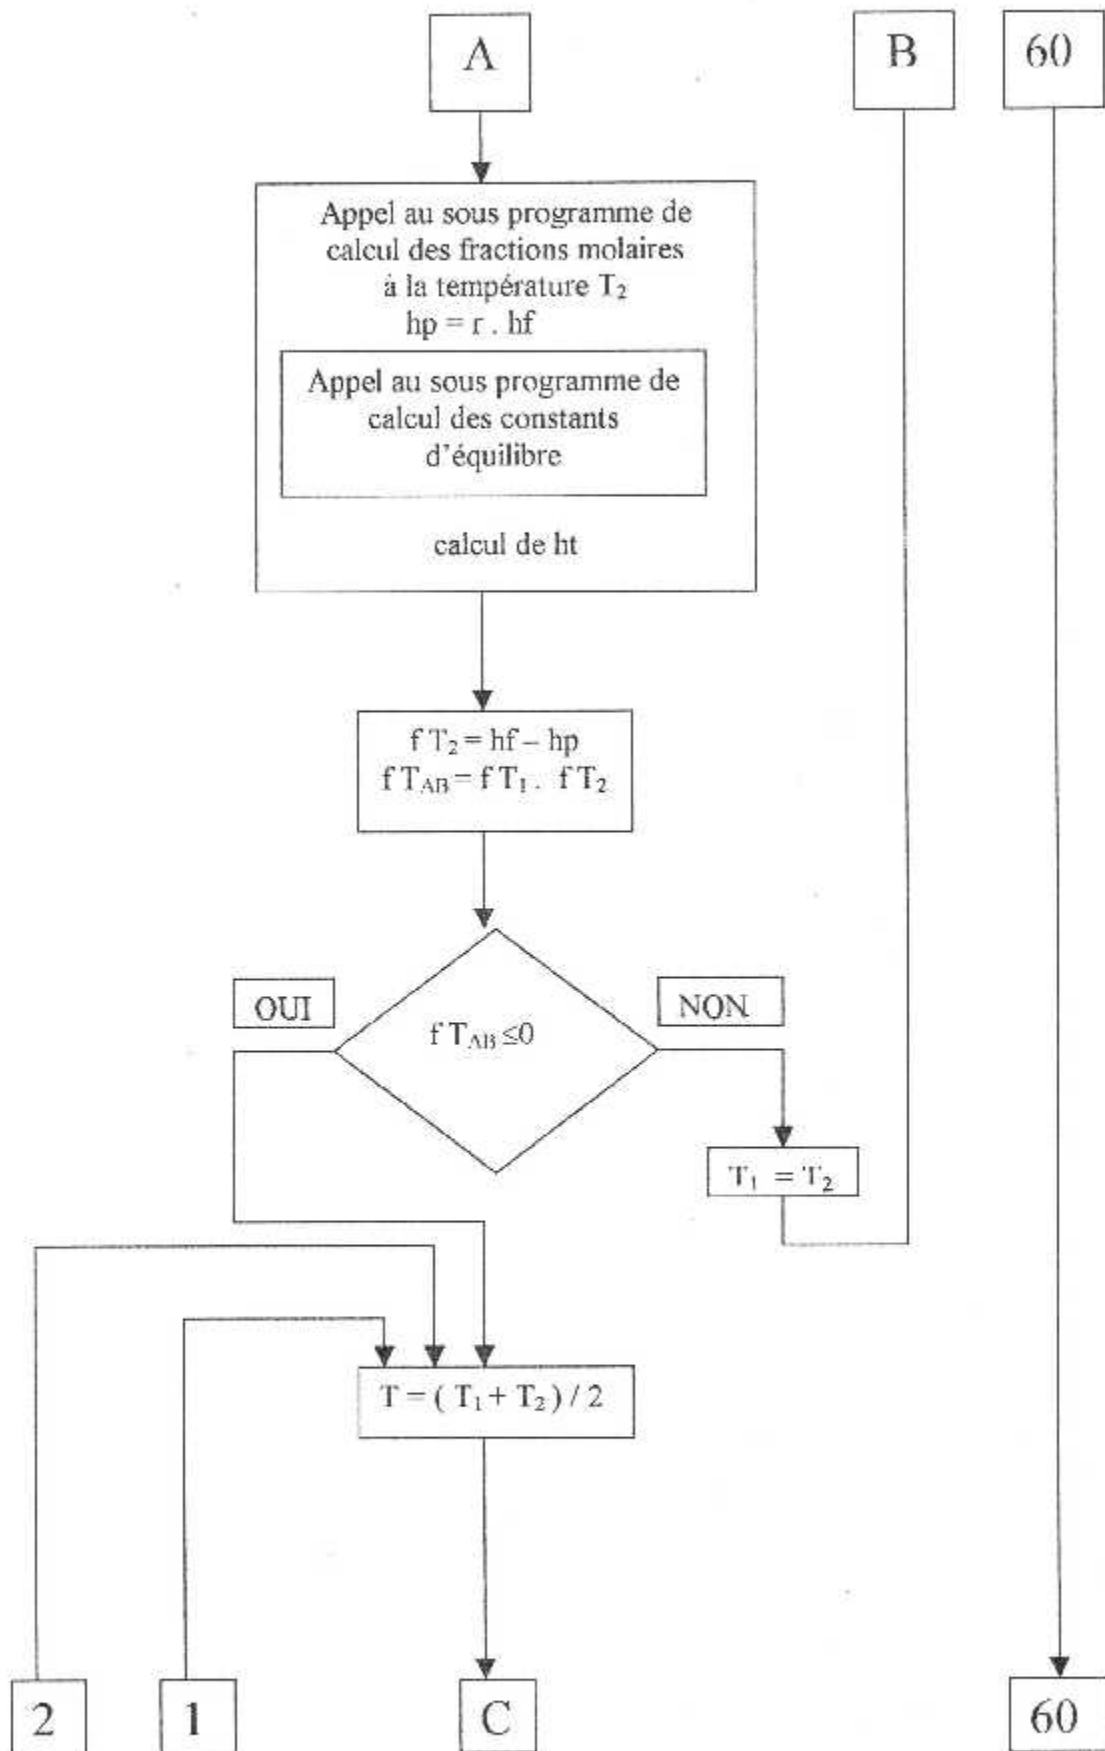 A
B
60
Appel au sous programme de
calcul des fractions molaires
à la température T₂
hp = r . hf
Appel au sous programme de
calcul des constants
d'équilibre
calcul de ht
f T₂ = hf – hp
f T_AB = f T₁ . f T₂
OUI
NON
f T_AB ≤0
T₁ = T₂
T = ( T₁ + T₂ ) / 2
2
1
C
60